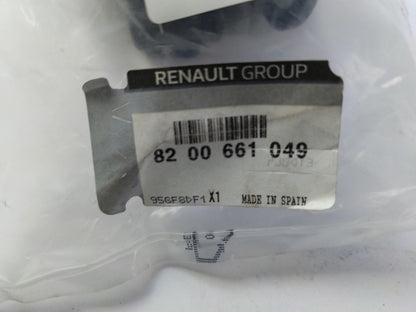 RENAULT GROUP
82 00 661 049
X1 MADE IN SPAIN